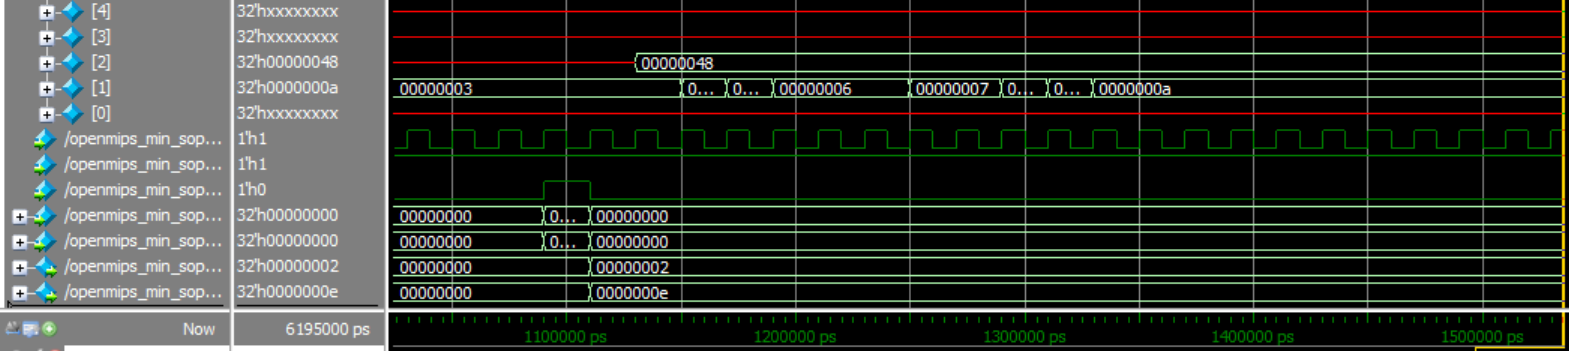 [4] 32'hxxxxxxxx
[3] 32'hxxxxxxxx
[2] 32'h00000048 00000048
[1] 32'h0000000a 00000003 0... 0... 00000006 00000007 0... 0... 0000000a
[0] 32'hxxxxxxxx
/openmips_min_sop... 1'h1
/openmips_min_sop... 1'h1
/openmips_min_sop... 1'h0
/openmips_min_sop... 32'h00000000 00000000 0... 00000000
/openmips_min_sop... 32'h00000000 00000000 0... 00000000
/openmips_min_sop... 32'h00000002 00000000 00000002
/openmips_min_sop... 32'h0000000e 00000000 0000000e
Now 6195000 ps 1100000 ps 1200000 ps 1300000 ps 1400000 ps 1500000 ps